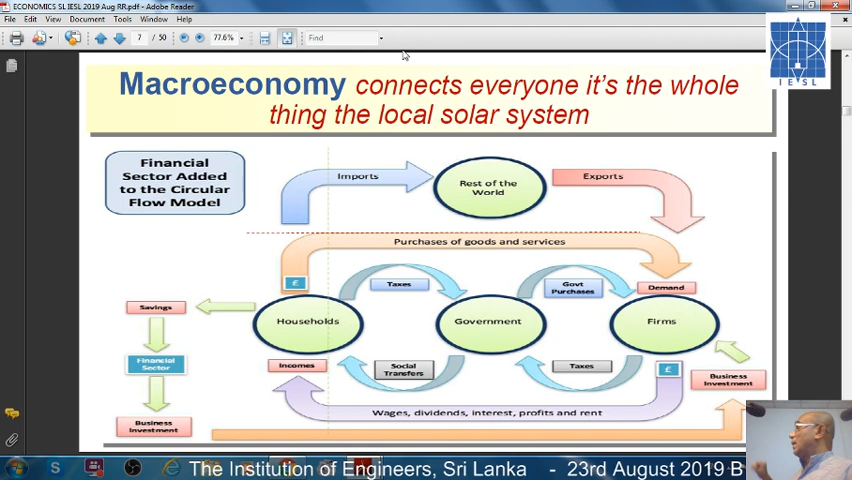 ECONOMICS SL IESL 2019 Aug RR.pdf - Adobe Reader
File Edit View Document Tools Window Help
7 / 50 77.6% Find
IESL
Macroeconomy connects everyone it's the whole
thing the local solar system
Financial
Sector Added
to the Circular
Flow Model
Imports
Rest of the
World
Exports
Purchases of goods and services
£
Taxes
Govt
Purchases
Demand
Savings
Households
Government
Firms
Financial
Sector
Incomes
Social
Transfers
Taxes
£
Business
Investment
Wages, dividends, interest, profits and rent
Business
Investment
The Institution of Engineers, Sri Lanka - 23rd August 2019 B